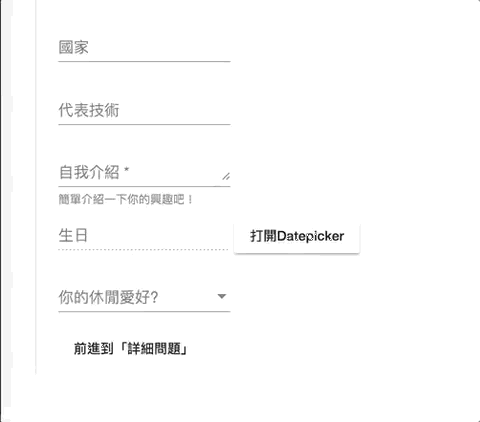 國家
代表技術
自我介紹 *
簡單介紹一下你的興趣吧！
生日 打開Datepicker
你的休閒愛好?
前進到「詳細問題」